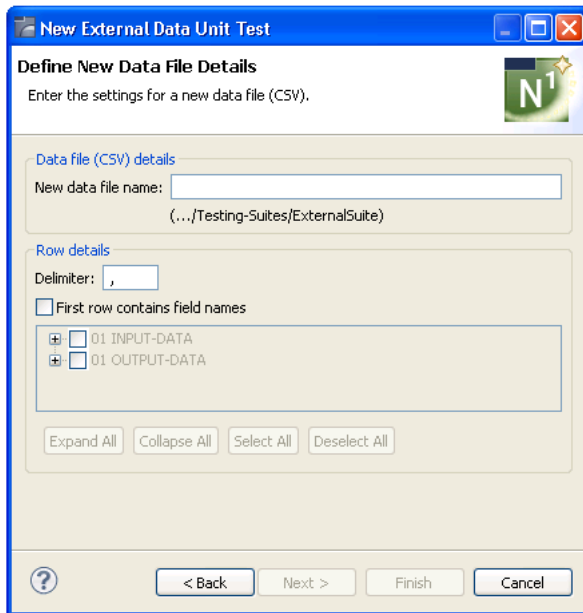 New External Data Unit Test
Define New Data File Details
Enter the settings for a new data file (CSV).
N1
Data file (CSV) details
New data file name:
(.../Testing-Suites/ExternalSuite)
Row details
Delimiter: ,
First row contains field names
01 INPUT-DATA
01 OUTPUT-DATA
Expand All Collapse All Select All Deselect All
? < Back Next > Finish Cancel